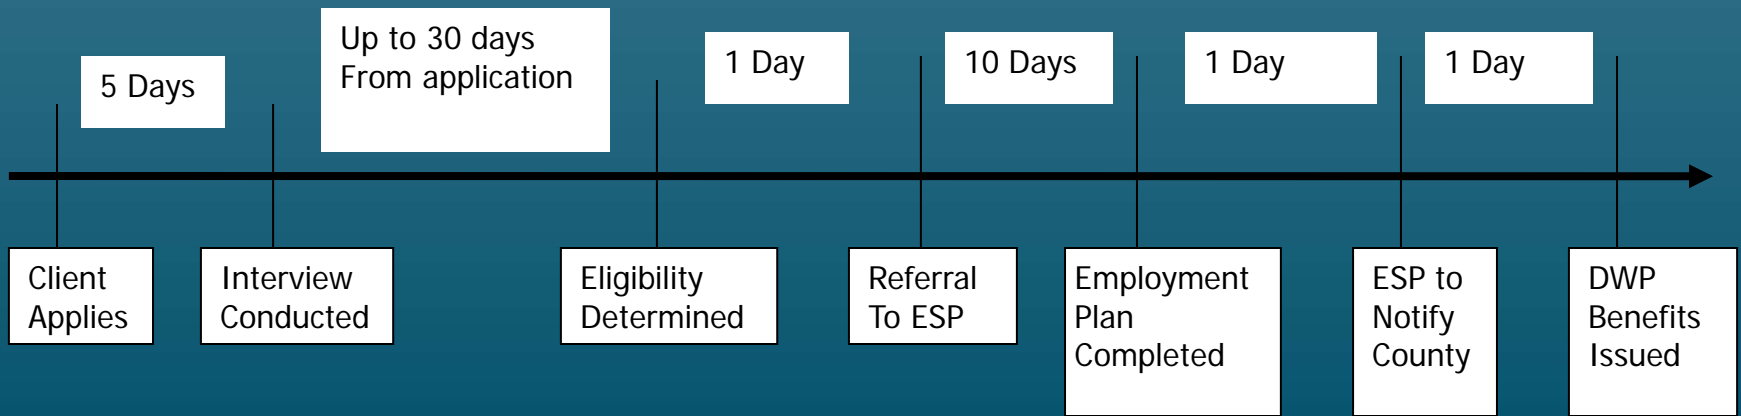 5 Days
Up to 30 days
From application
1 Day
10 Days
1 Day
1 Day
Client
Applies
Interview
Conducted
Eligibility
Determined
Referral
To ESP
Employment
Plan
Completed
ESP to
Notify
County
DWP
Benefits
Issued